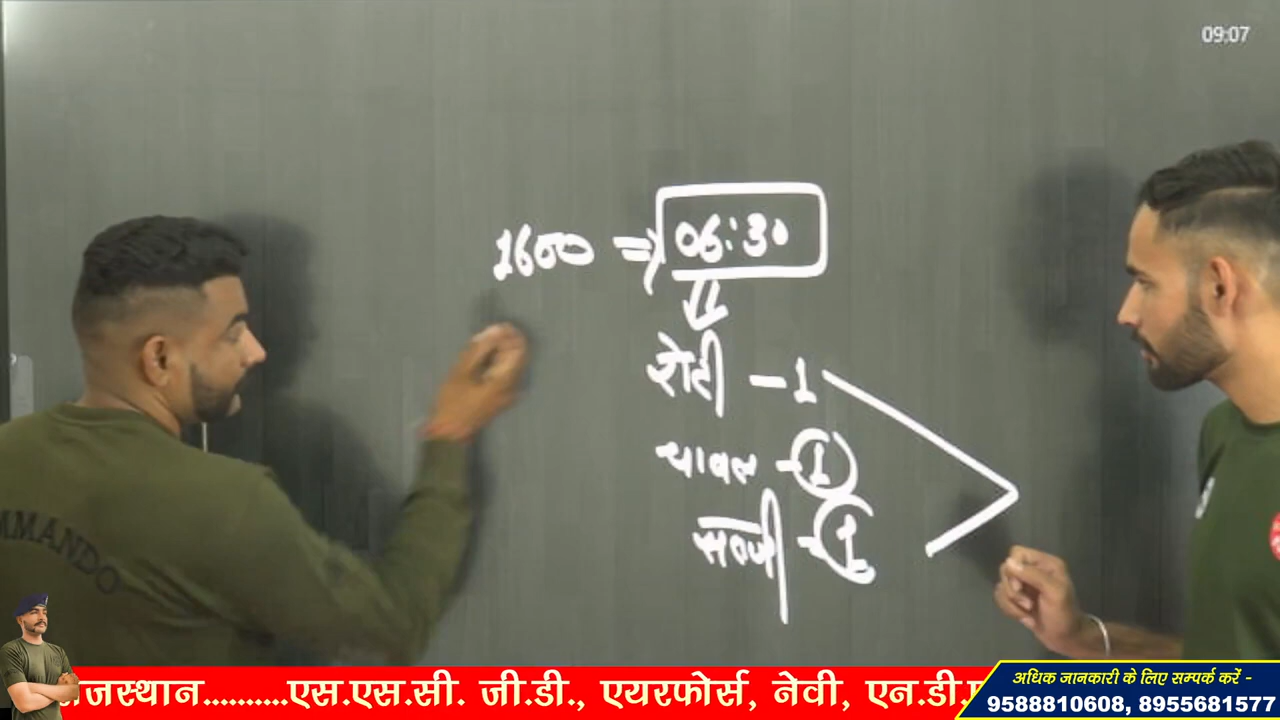 09:07
1600 ⇒ 06:30
रोटी - 1
चावल - 1
सब्जी - 1
MMANDO
जस्थान..........एस.एस.सी. जी.डी., एयरफोर्स, नेवी, एन.डी.
अधिक जानकारी के लिए सम्पर्क करें -
9588810608, 8955681577